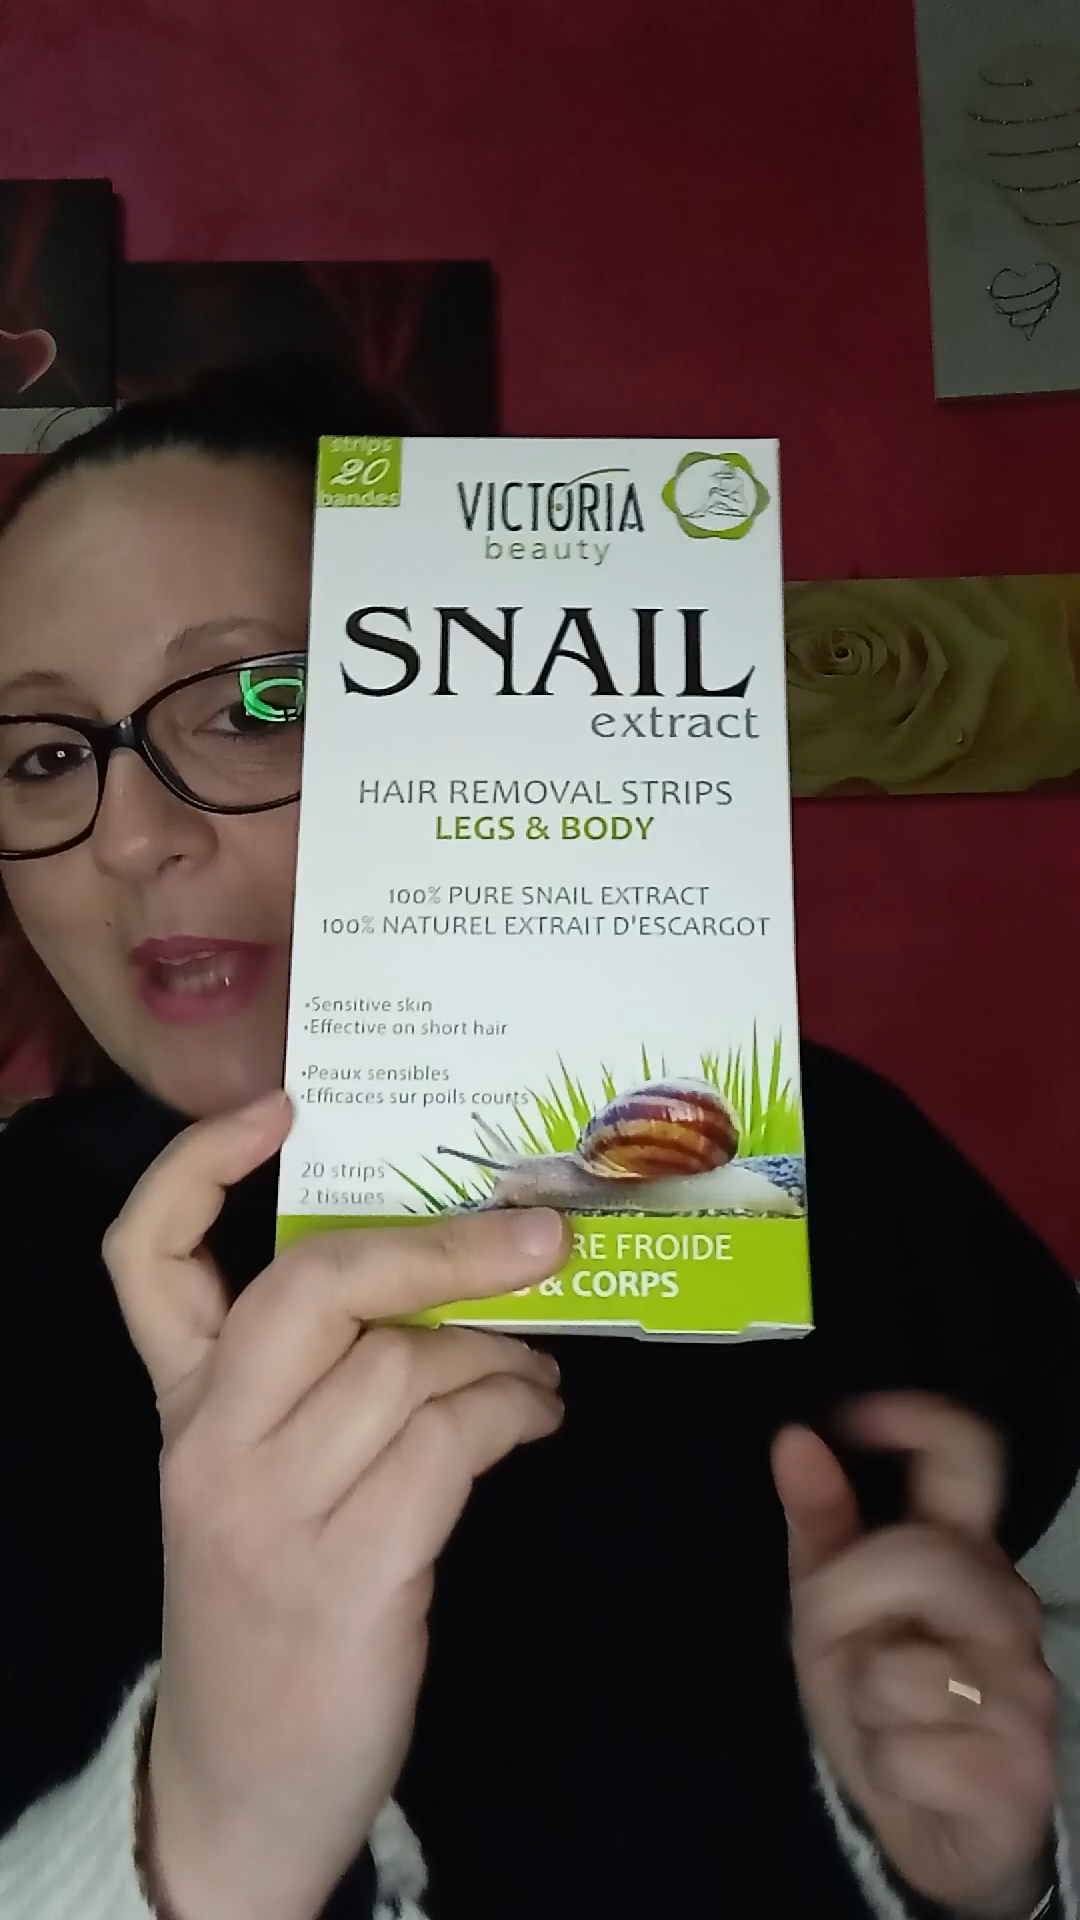 strips
20
bandes
VICTORIA
beauty
SNAIL
extract
HAIR REMOVAL STRIPS
LEGS & BODY
100% PURE SNAIL EXTRACT
100% NATUREL EXTRAIT D'ESCARGOT
•Sensitive skin
•Effective on short hair
•Peaux sensibles
•Efficaces sur poils courts
20 strips
2 tissues
FROIDE
& CORPS